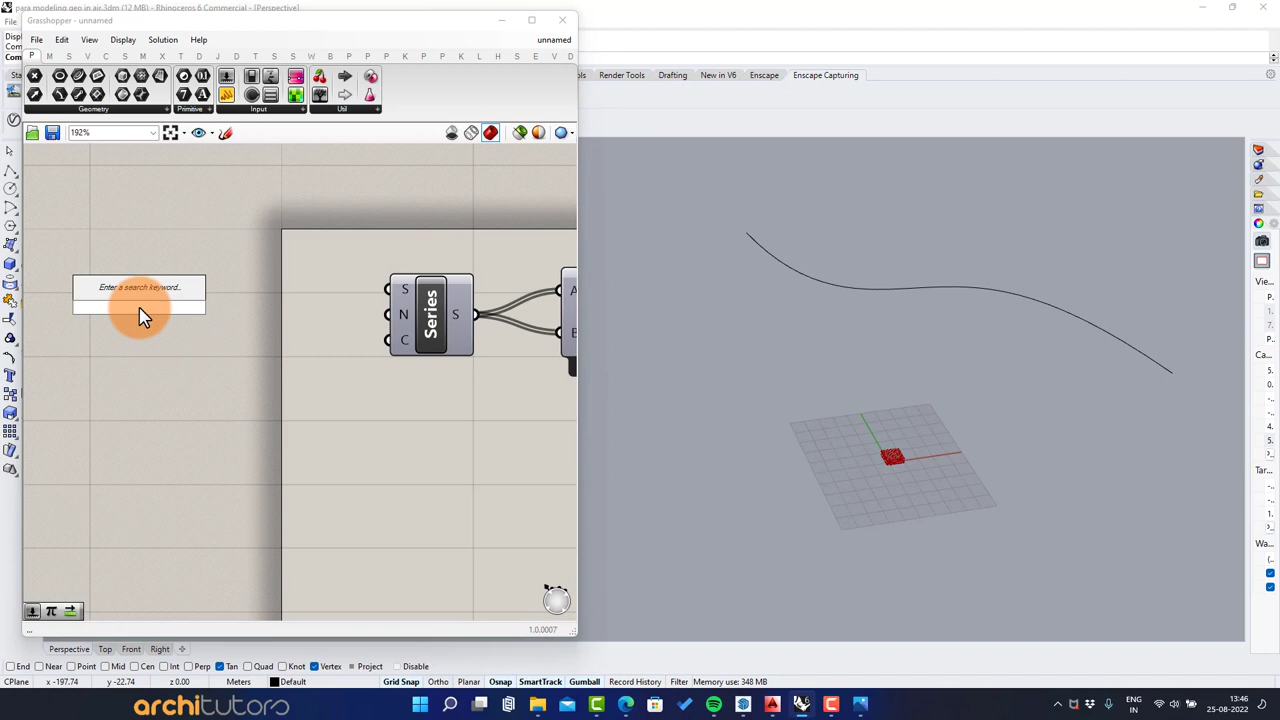 para modeling geo in air.3dm (12 MB) - Rhinoceros 6 Commercial - [Perspective]
File
Grasshopper - unnamed
File Edit View Display Solution Help
unnamed
P M S V C S M X T D J D T S S W B P P P K C P K K L H S E V D
Geometry
Primitive
Input
Util
192%
Render Tools
Drafting
New in V6
Enscape
Enscape Capturing
Enter a search keyword...
S
N
C
Series
S
A
B
...
1.0.0007
Perspective Top Front Right
End Near Point Mid Cen Int Perp Tan Quad Knot Vertex Project Disable
CPlane x -197.74 y -22.74 z 0.00 Meters Default Grid Snap Ortho Planar Osnap SmartTrack Gumball Record History Filter Memory use: 348 MB
architutors
ENG
IN
13:46
25-08-2022